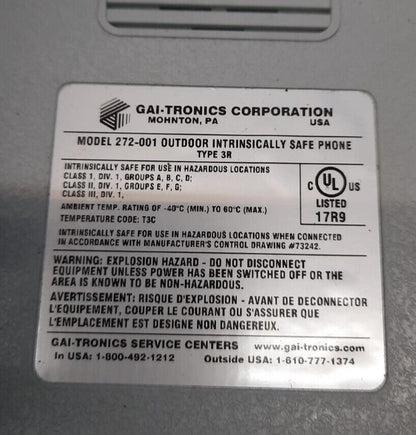 GAI-TRONICS CORPORATION
MOHNTON, PA USA
MODEL 272-001 OUTDOOR INTRINSICALLY SAFE PHONE
TYPE 3R
INTRINSICALLY SAFE FOR USE IN HAZARDOUS LOCATIONS
CLASS 1, DIV. 1, GROUPS A, B, C, D;
CLASS II, DIV. 1, GROUPS E, F, G;
CLASS III, DIV. 1,
C UL US
LISTED
17R9
AMBIENT TEMP. RATING OF -40°C (MIN.) TO 60°C (MAX.)
TEMPERATURE CODE: T3C
INTRINSICALLY SAFE FOR USE IN HAZARDOUS LOCATIONS WHEN CONNECTED
IN ACCORDANCE WITH MANUFACTURER'S CONTROL DRAWING #73242.
WARNING: EXPLOSION HAZARD - DO NOT DISCONNECT
EQUIPMENT UNLESS POWER HAS BEEN SWITCHED OFF OR THE
AREA IS KNOWN TO BE NON-HAZARDOUS.
AVERTISSEMENT: RISQUE D'EXPLOSION - AVANT DE DECONNECTOR
L'EQUIPEMENT, COUPER LE COURANT OU S'ASSURER QUE
L'EMPLACEMENT EST DESIGNE NON DANGEREUX.
GAI-TRONICS SERVICE CENTERS www.gai-tronics.com
In USA: 1-800-492-1212 Outside USA: 1-610-777-1374